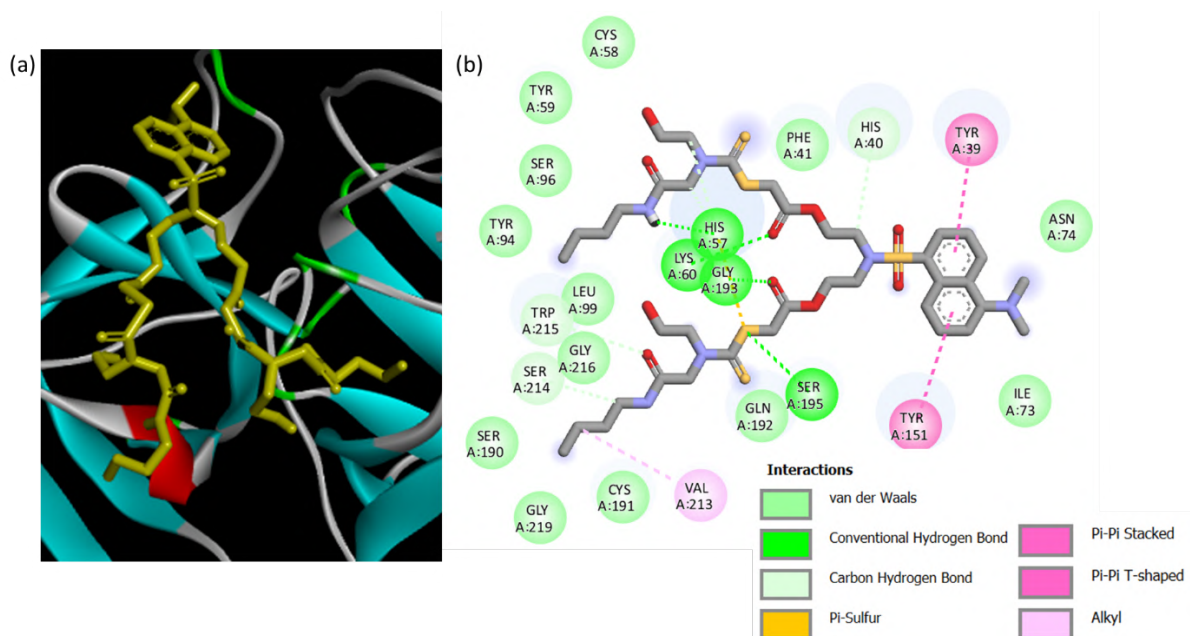 (a)
(b)
CYS
A:58
TYR
A:59
SER
A:96
TYR
A:94
PHE
A:41
HIS
A:40
TYR
A:39
ASN
A:74
HIS
A:57
LYS
A:60
GLY
A:193
LEU
A:99
TRP
A:215
GLY
A:216
SER
A:214
GLN
A:192
SER
A:195
TYR
A:151
ILE
A:73
SER
A:190
CYS
A:191
VAL
A:213
GLY
A:219
Interactions
van der Waals
Conventional Hydrogen Bond
Carbon Hydrogen Bond
Pi-Sulfur
Pi-Pi Stacked
Pi-Pi T-shaped
Alkyl